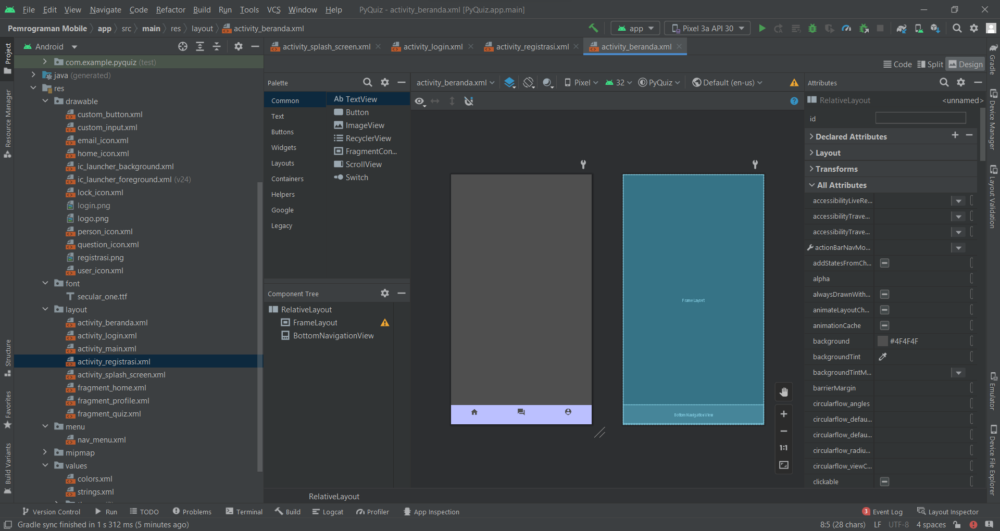 File Edit View Navigate Code Refactor Build Run Tools VCS Window Help PyQuiz - activity_beranda.xml [PyQuiz.app.main]
Pemrograman Mobile app src main res layout activity_beranda.xml app Pixel 3a API 30
Android
activity_splash_screen.xml activity_login.xml activity_registrasi.xml activity_beranda.xml
Code Split Design
Project
Resource Manager
Structure
Favorites
Build Variants
com.example.pyquiz (test)
java (generated)
res
drawable
custom_button.xml
custom_input.xml
email_icon.xml
home_icon.xml
ic_launcher_background.xml
ic_launcher_foreground.xml (v24)
lock_icon.xml
login.png
logo.png
person_icon.xml
question_icon.xml
registrasi.png
user_icon.xml
font
secular_one.ttf
layout
activity_beranda.xml
activity_login.xml
activity_main.xml
activity_registrasi.xml
activity_splash_screen.xml
fragment_home.xml
fragment_profile.xml
fragment_quiz.xml
menu
nav_menu.xml
mipmap
values
colors.xml
strings.xml
Palette
Common
Text
Buttons
Widgets
Layouts
Containers
Helpers
Google
Legacy
Ab TextView
Button
ImageView
RecyclerView
FragmentCon...
ScrollView
Switch
Component Tree
RelativeLayout
FrameLayout
BottomNavigationView
activity_beranda.xml Pixel 32 PyQuiz Default (en-us)
FrameLayout
BottomNavigationView
1:1
RelativeLayout
Attributes
RelativeLayout <unnamed>
id
Declared Attributes
Layout
Transforms
All Attributes
accessibilityLiveRe...
accessibilityTrave...
accessibilityTrave...
actionBarNavMo...
addStatesFromCh...
alpha
alwaysDrawnWith...
animateLayoutCh...
animationCache
background #4F4F4F
backgroundTint
backgroundTintM...
barrierMargin
circularflow_angles
circularflow_defau...
circularflow_defau...
circularflow_radiu...
circularflow_viewC...
clickable
Gradle
Device Manager
Layout Validation
Emulator
Device File Explorer
Version Control Run TODO Problems Terminal Build Logcat Profiler App Inspection 3 Event Log Layout Inspector
Gradle sync finished in 1 s 312 ms (5 minutes ago) 8:5 (28 chars) LF UTF-8 4 spaces